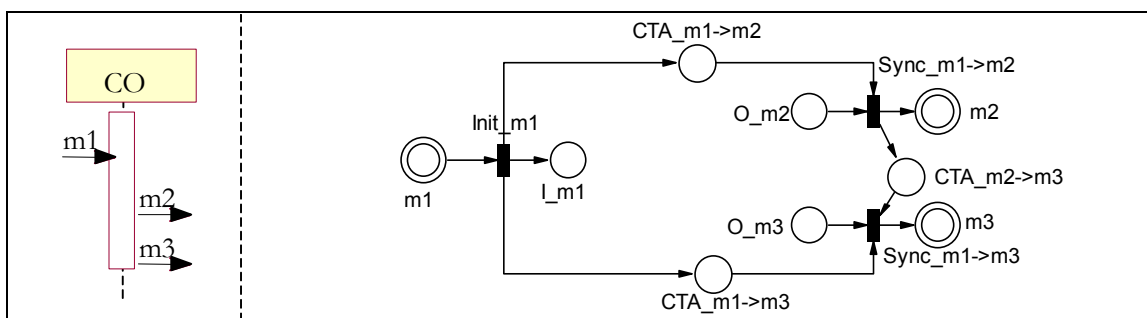 CO
m1
m2
m3
CTA_m1->m2
Sync_m1->m2
O_m2
m2
Init_m1
m1
I_m1
CTA_m2->m3
O_m3
m3
Sync_m1->m3
CTA_m1->m3